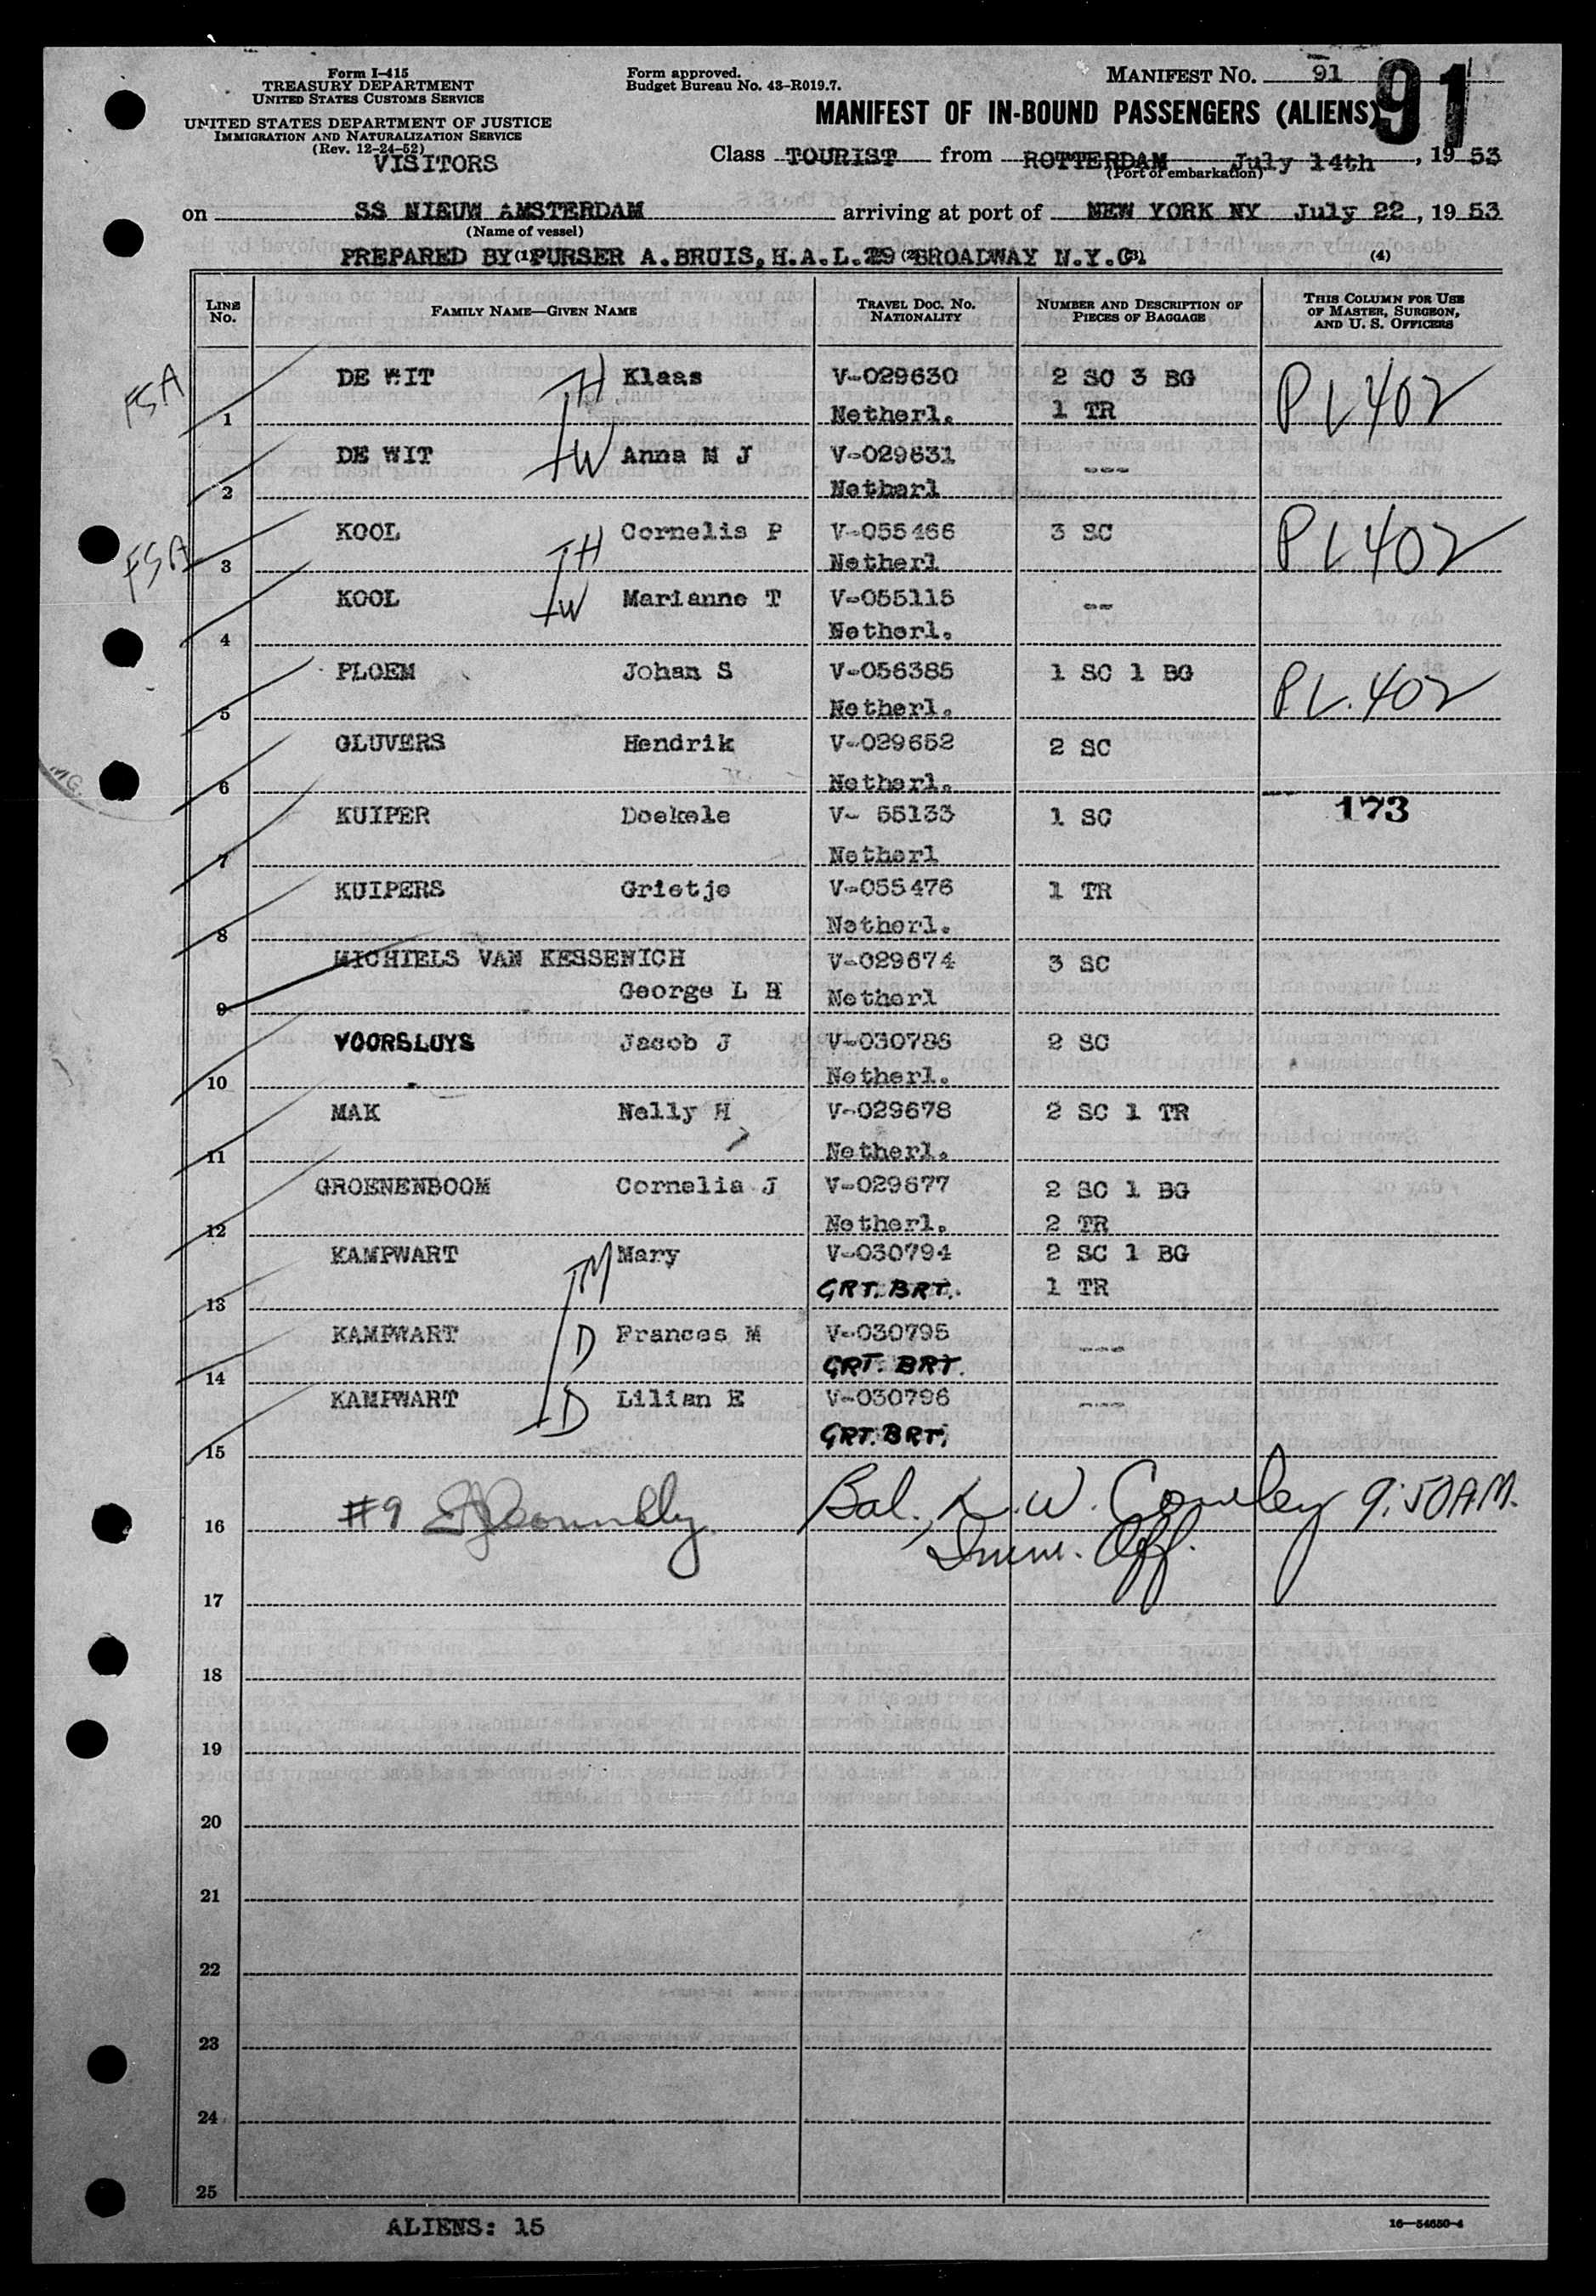 Form I-415
TREASURY DEPARTMENT
UNITED STATES CUSTOMS SERVICE
UNITED STATES DEPARTMENT OF JUSTICE
IMMIGRATION AND NATURALIZATION SERVICE
(Rev. 12-24-52)
VISITORS
Form approved.
Budget Bureau No. 43-R019.7.
MANIFEST NO. 91
91
MANIFEST OF IN-BOUND PASSENGERS (ALIENS)
Class TOURIST from ROTTERDAM July 14th, 1953
(Port of embarkation)
on SS NIEUW AMSTERDAM arriving at port of NEW YORK NY July 22, 1953
(Name of vessel)
PREPARED BY (1) PURSER A.BRUIS, H.A.L. 29 (2) BROADWAY N.Y.C. (3) (4)
LINE NO. FAMILY NAME—GIVEN NAME TRAVEL DOC. NO. NATIONALITY NUMBER AND DESCRIPTION OF PIECES OF BAGGAGE THIS COLUMN FOR USE OF MASTER, SURGEON, AND U. S. OFFICERS
FSA DE WIT H Klaas V-029630 2 SC 3 BG PL 402
1 Netherl. 1 TR
DE WIT W Anna M J V-029631 ---
2 Netherl
FSA KOOL H Cornelis P V-055466 3 SC PL 402
3 Netherl
KOOL W Marianne T V-055115 --
4 Netherl.
PLOEM Johan S V-056385 1 SC 1 BG PL. 402
5 Netherl.
GLUVERS Hendrik V-029652 2 SC
6 Netherl.
KUIPER Doekele V- 55133 1 SC 173
7 Netherl
KUIPERS Grietje V-055476 1 TR
8 Netherl.
MICHIELS VAN KESSENICH V-029674 3 SC
9 George L H Netherl
VOORSLUYS Jacob J V-030786 2 SC
10 Netherl.
MAK Nelly H V-029678 2 SC 1 TR
11 Netherl.
GROENENBOOM Cornelia J V-029677 2 SC 1 BG
12 Netherl. 2 TR
KAMPWART M Mary V-030794 2 SC 1 BG
13 GRT. BRT. 1 TR
KAMPWART D Frances M V-030795 ---
14 GRT. BRT.
KAMPWART D Lilian E V-030796 ---
15 GRT. BRT.
16 #9 Bal., 9:50 A.M.
Imm. Off.
17
18
19
20
21
22
23
24
25
ALIENS: 15
16—54650-4